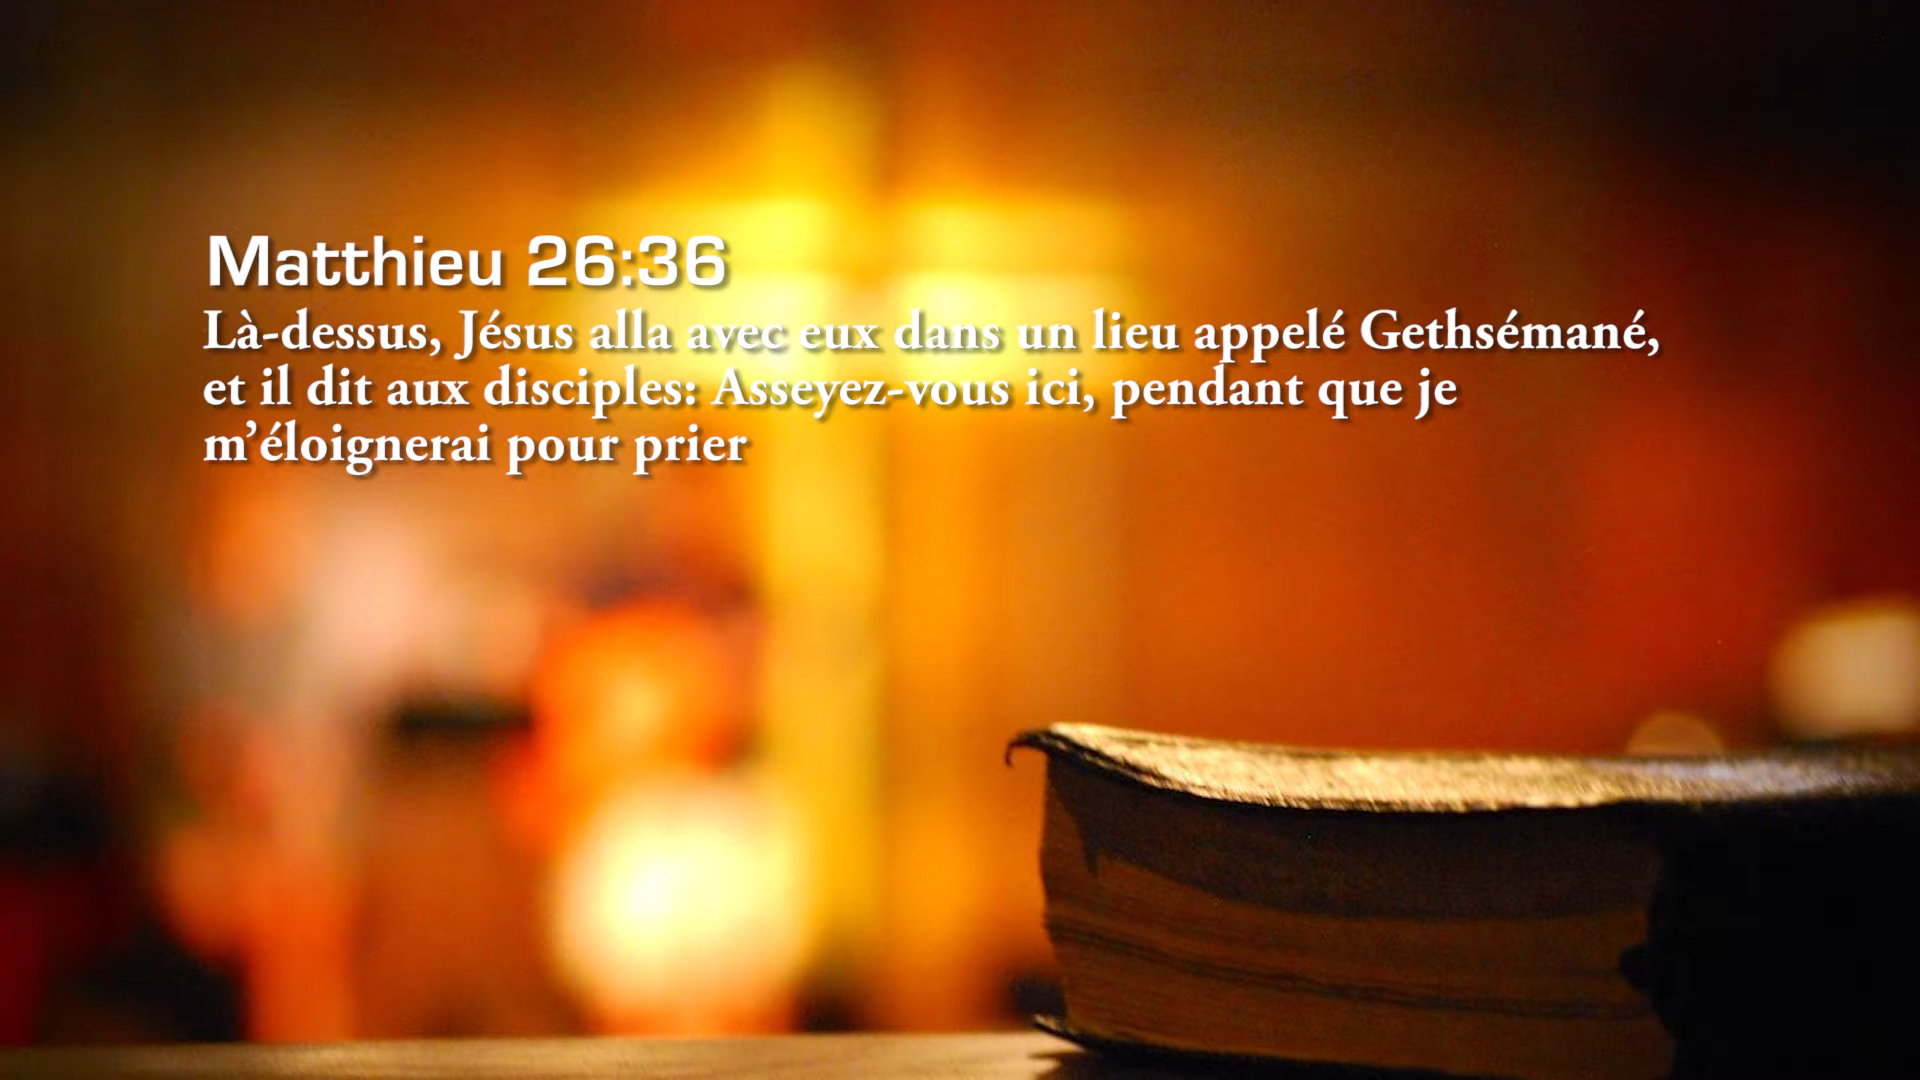 Matthieu 26:36
Là-dessus, Jésus alla avec eux dans un lieu appelé Gethsémané,
et il dit aux disciples: Asseyez-vous ici, pendant que je
m’éloignerai pour prier